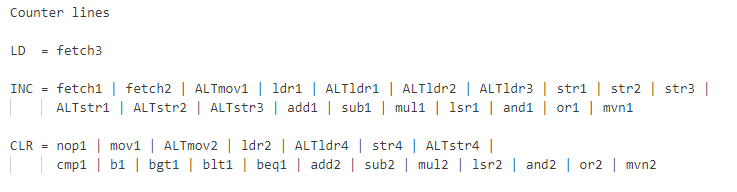 Counter lines
LD = fetch3
INC = fetch1 | fetch2 | ALTmov1 | ldr1 | ALTldr1 | ALTldr2 | ALTldr3 | str1 | str2 | str3 |
ALTstr1 | ALTstr2 | ALTstr3 | add1 | sub1 | mul1 | lsr1 | and1 | or1 | mvn1
CLR = nop1 | mov1 | ALTmov2 | ldr2 | ALTldr4 | str4 | ALTstr4 |
cmp1 | b1 | bgt1 | blt1 | beq1 | add2 | sub2 | mul2 | lsr2 | and2 | or2 | mvn2